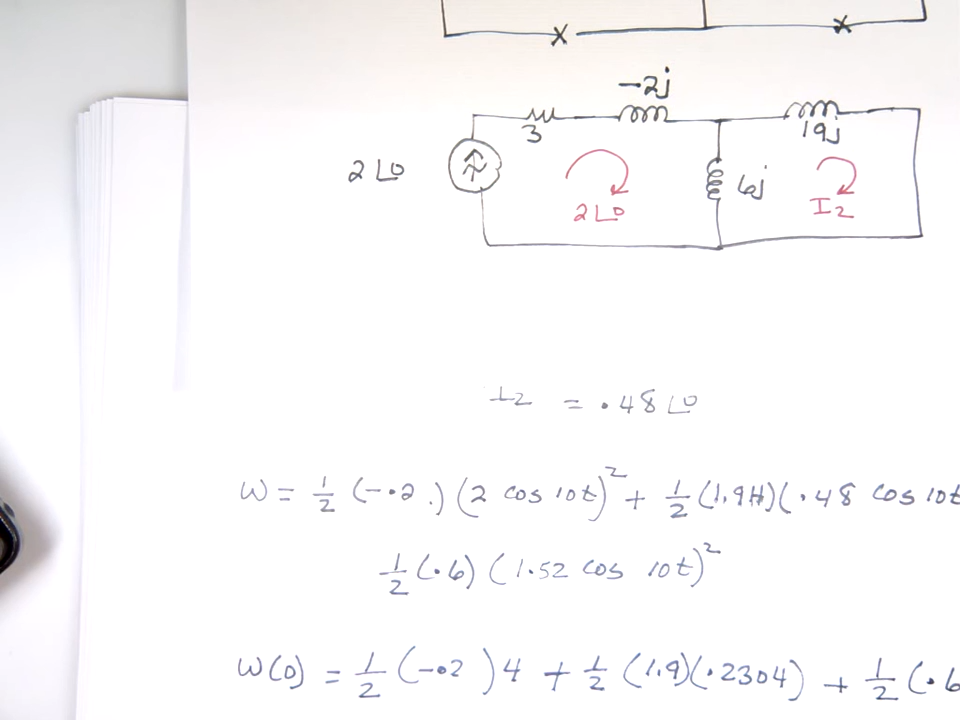 -2j
3
19j
2∠0
6j
2∠0
I2
I2 = .48∠0
W = 1/2 (-.2 .) (2 cos 10t)² + 1/2 (1.9H)(.48 cos 10t
1/2 (.6) (1.52 cos 10t)²
W(0) = 1/2 (-.2) 4 + 1/2 (1.9)(.2304) + 1/2 (.6